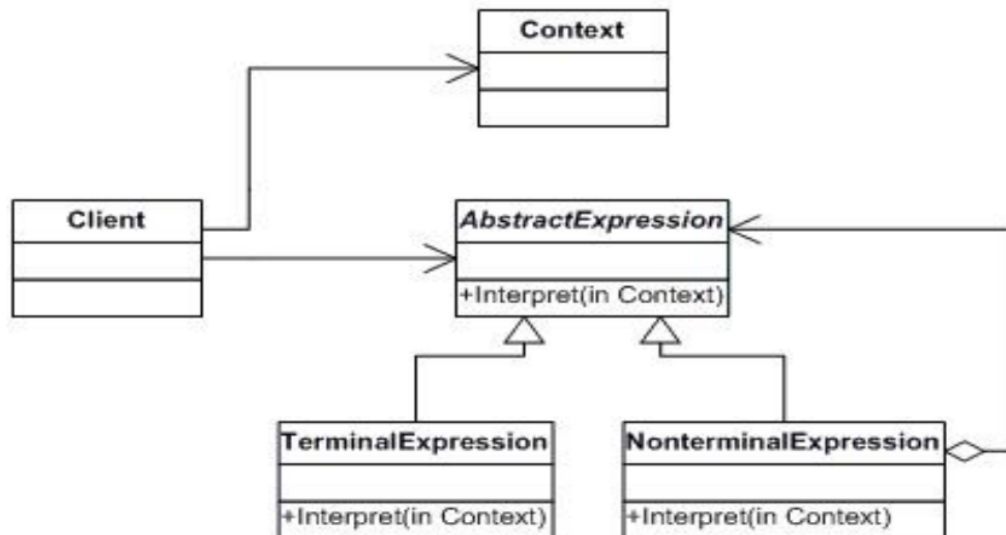 Context
Client
AbstractExpression
+Interpret(in Context)
TerminalExpression
+Interpret(in Context)
NonterminalExpression
+Interpret(in Context)